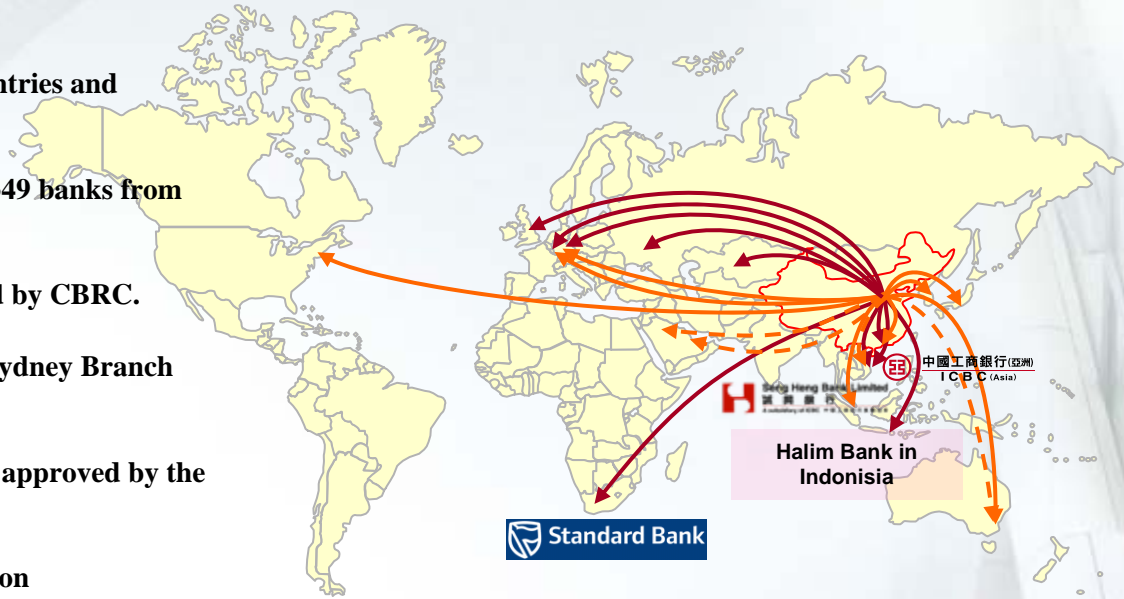 ntries and
49 banks from
d by CBRC.
ydney Branch
approved by the
on
中國工商銀行(亞洲)
ICBC(Asia)
Seng Heng Bank Limited
誠興銀行
Halim Bank in
Indonisia
Standard Bank